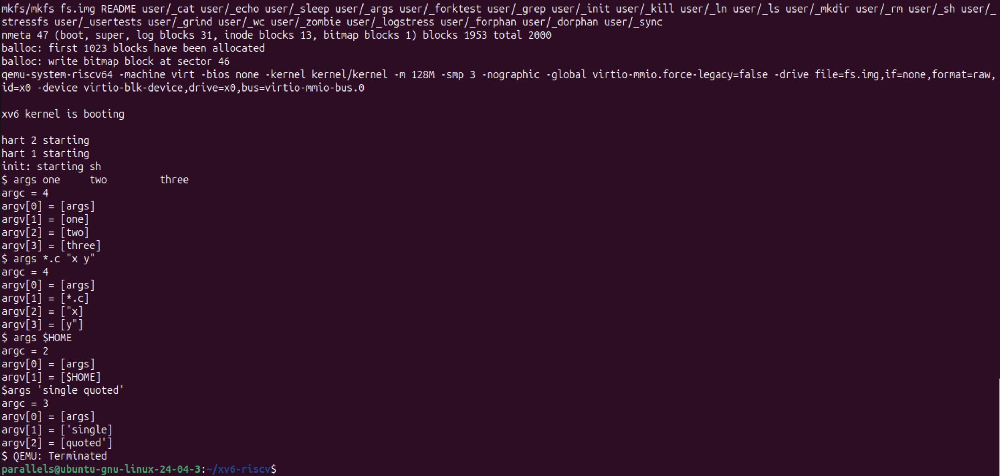 mkfs/mkfs fs.img README user/_cat user/_echo user/_sleep user/_args user/_forktest user/_grep user/_init user/_kill user/_ln user/_ls user/_mkdir user/_rm user/_sh user/_
stressfs user/_usertests user/_grind user/_wc user/_zombie user/_logstress user/_forphan user/_dorphan user/_sync
nmeta 47 (boot, super, log blocks 31, inode blocks 13, bitmap blocks 1) blocks 1953 total 2000
balloc: first 1023 blocks have been allocated
balloc: write bitmap block at sector 46
qemu-system-riscv64 -machine virt -bios none -kernel kernel/kernel -m 128M -smp 3 -nographic -global virtio-mmio.force-legacy=false -drive file=fs.img,if=none,format=raw,
id=x0 -device virtio-blk-device,drive=x0,bus=virtio-mmio-bus.0
xv6 kernel is booting
hart 2 starting
hart 1 starting
init: starting sh
$ args one     two         three
argc = 4
argv[0] = [args]
argv[1] = [one]
argv[2] = [two]
argv[3] = [three]
$ args *.c "x y"
argc = 4
argv[0] = [args]
argv[1] = [*.c]
argv[2] = ["x]
argv[3] = [y"]
$ args $HOME
argc = 2
argv[0] = [args]
argv[1] = [$HOME]
$args 'single quoted'
argc = 3
argv[0] = [args]
argv[1] = ['single]
argv[2] = [quoted']
$ QEMU: Terminated
parallels@ubuntu-gnu-linux-24-04-3:~/xv6-riscv$